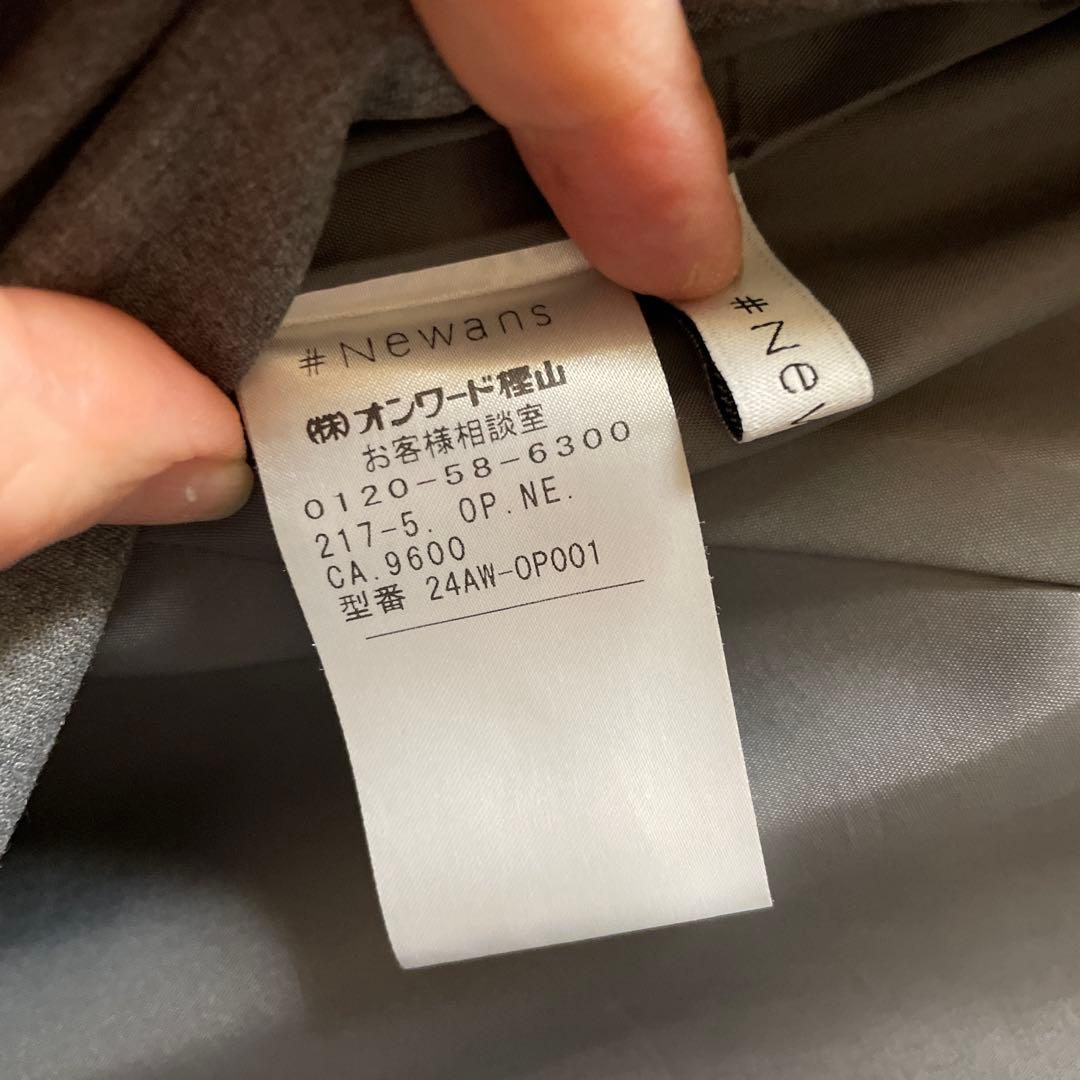 #Newans
(株)オンワード樫山
お客様相談室
0120-58-6300
217-5. OP.NE.
CA.9600
型番 24AW-OP001
#New